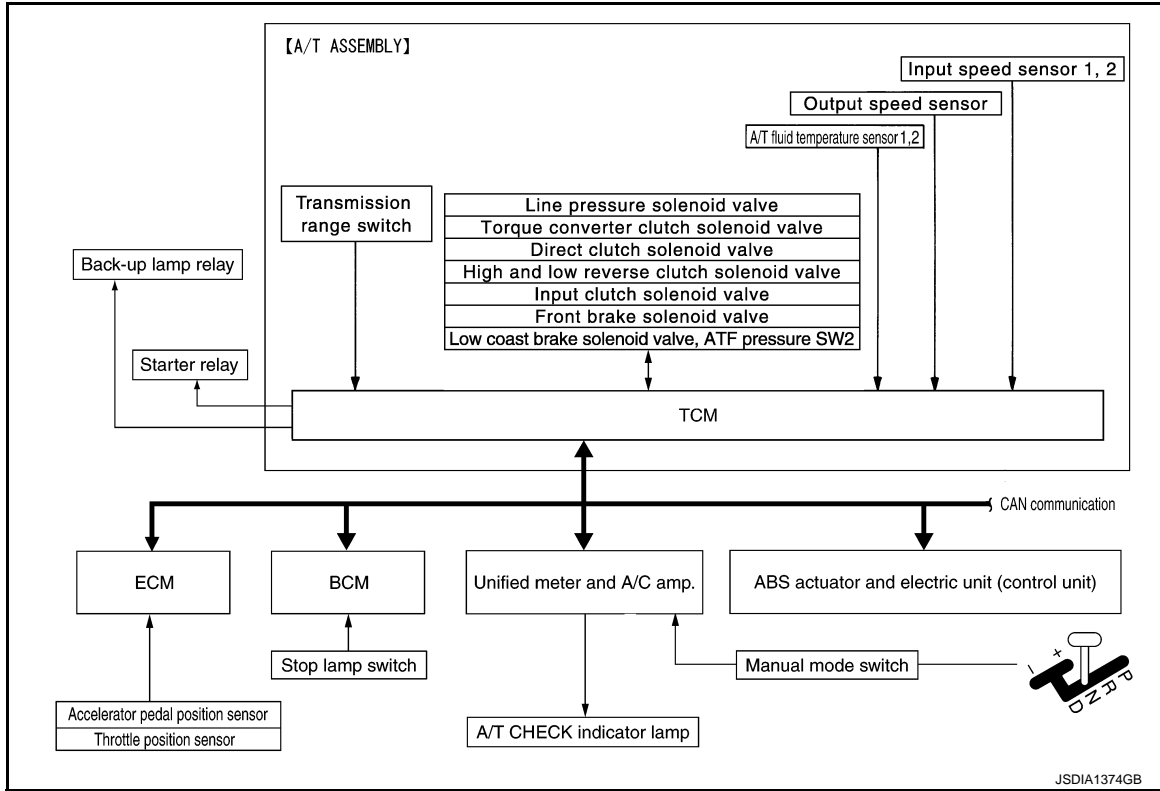 【A/T ASSEMBLY】
Input speed sensor 1, 2
Output speed sensor
A/T fluid temperature sensor 1,2
Transmission
range switch
Line pressure solenoid valve
Torque converter clutch solenoid valve
Direct clutch solenoid valve
High and low reverse clutch solenoid valve
Input clutch solenoid valve
Front brake solenoid valve
Low coast brake solenoid valve, ATF pressure SW2
Back-up lamp relay
Starter relay
TCM
CAN communication
ECM
BCM
Unified meter and A/C amp.
ABS actuator and electric unit (control unit)
Stop lamp switch
Manual mode switch
+
−
P
R
N
D
Accelerator pedal position sensor
Throttle position sensor
A/T CHECK indicator lamp
JSDIA1374GB